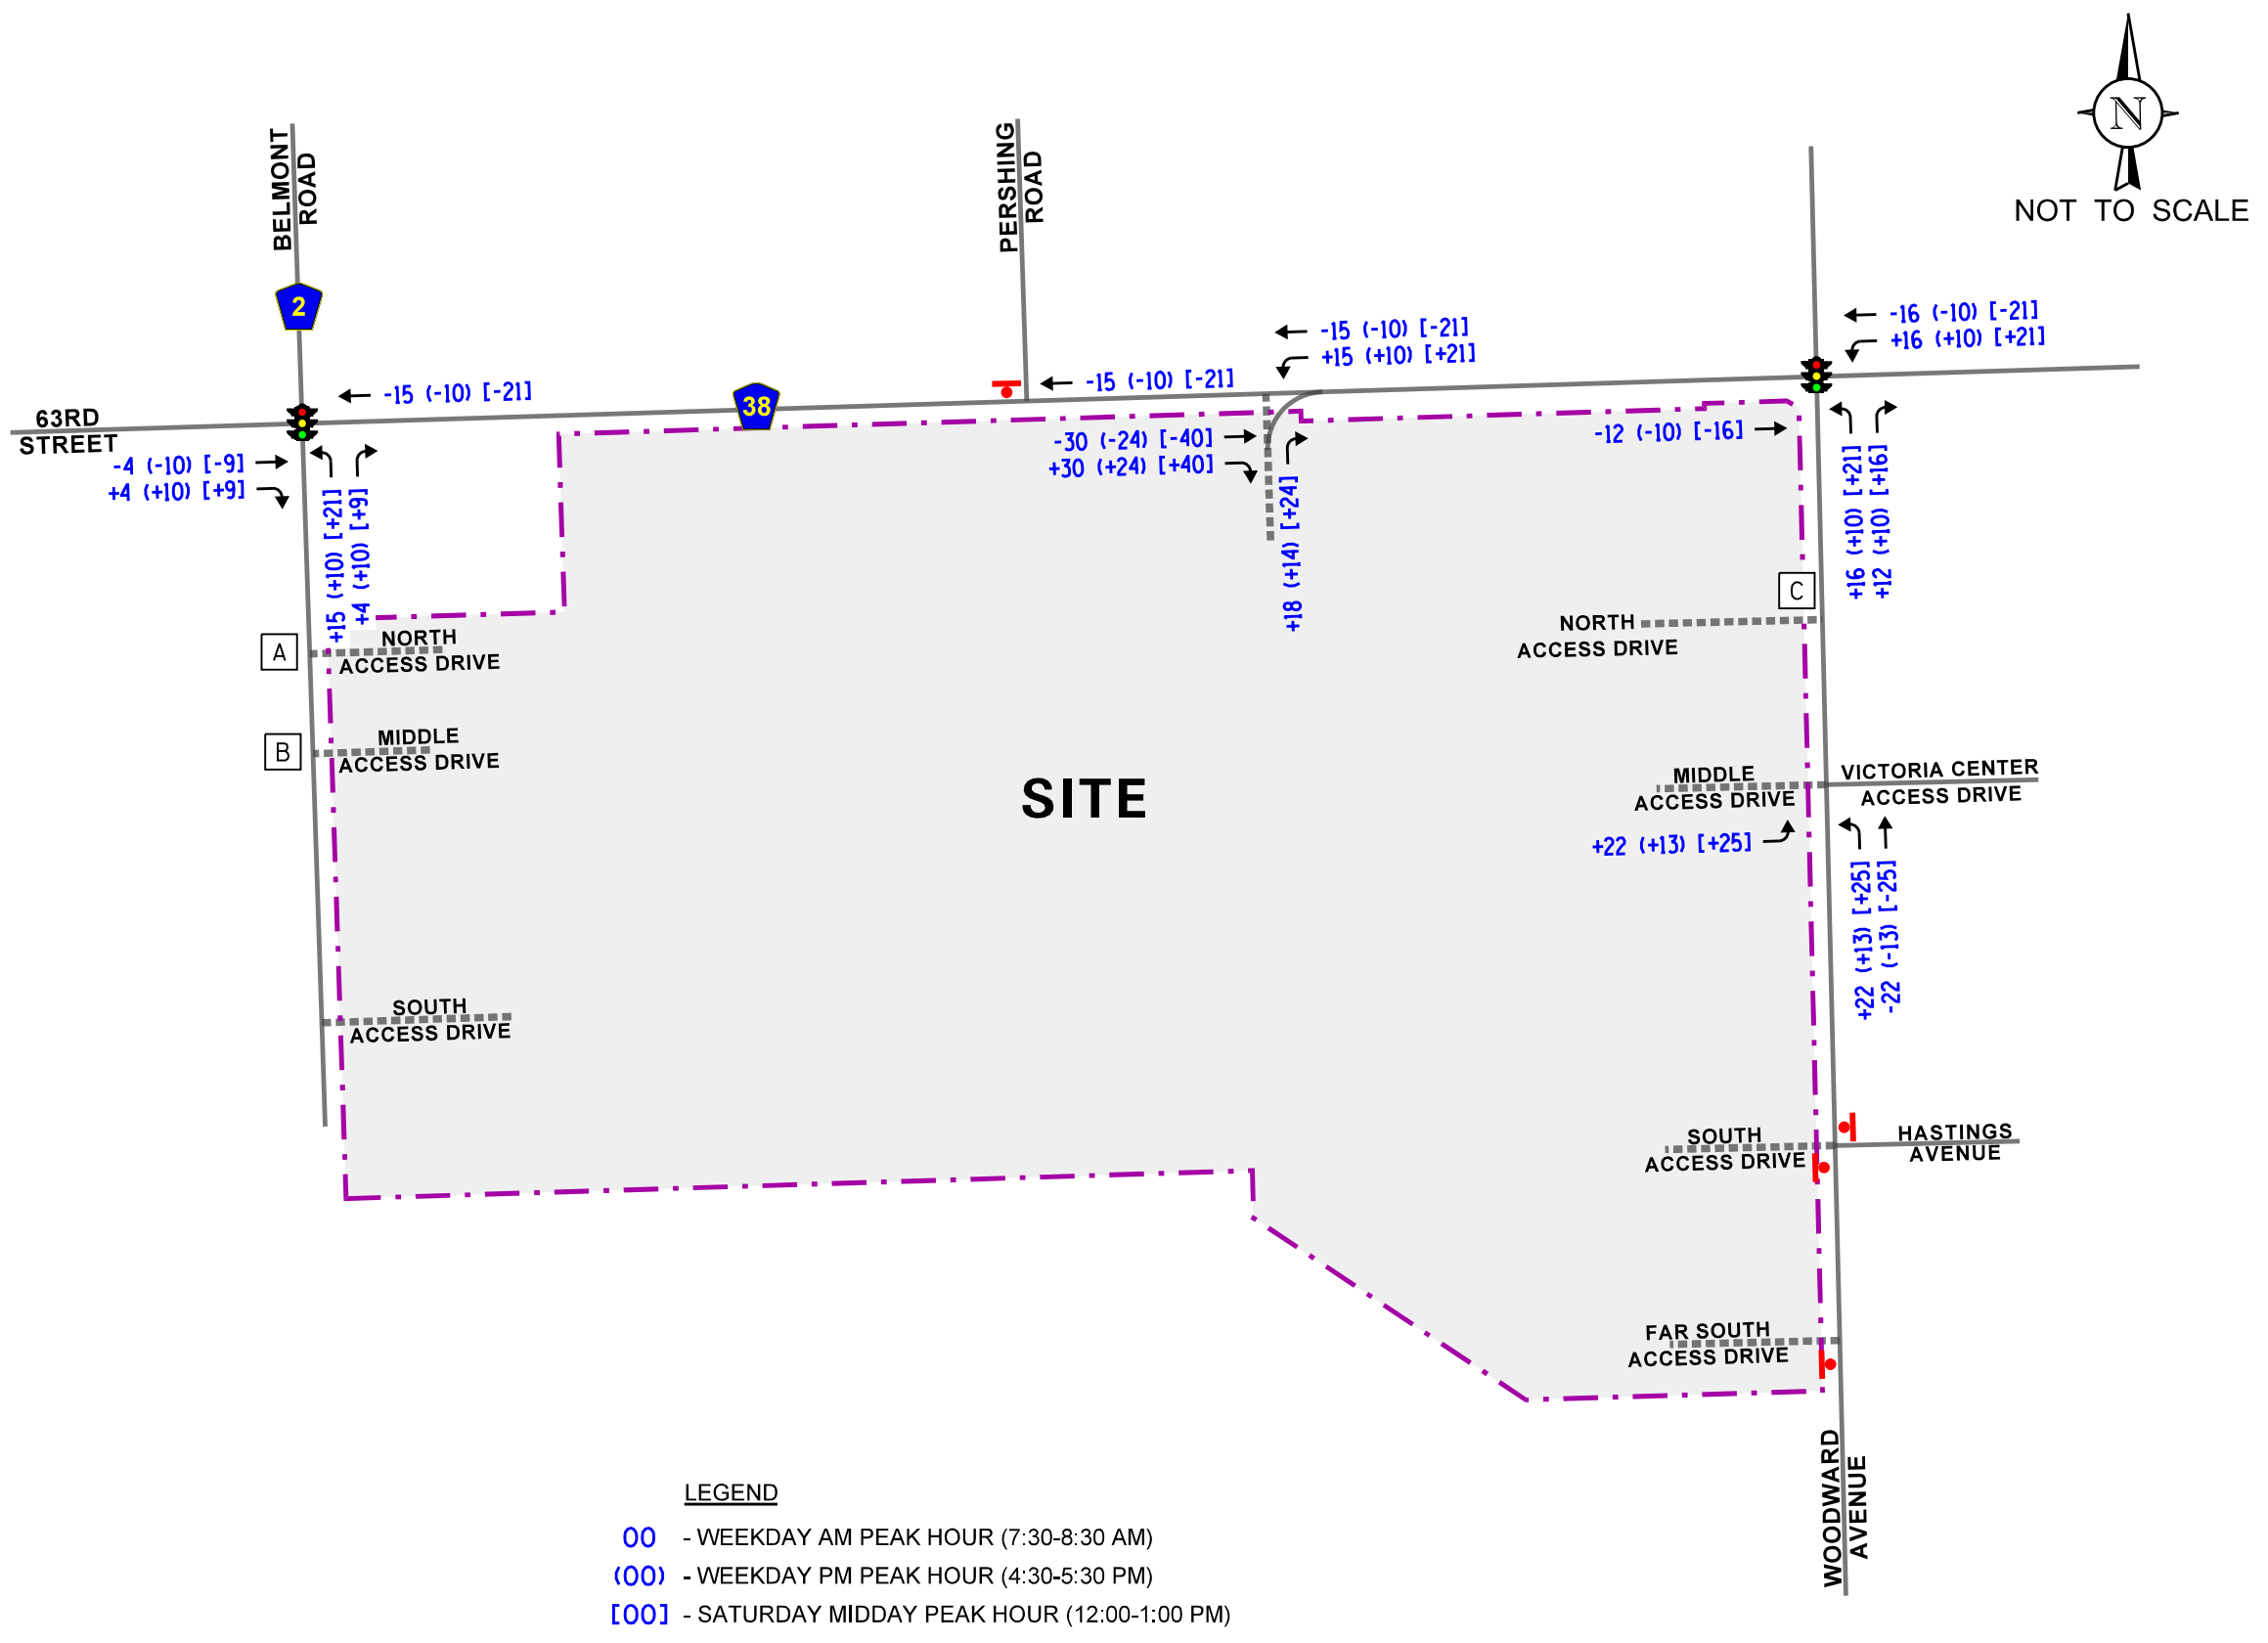 N
NOT TO SCALE
BELMONT
ROAD
PERSHING
ROAD
2
38
63RD
STREET
-15 (-10) [-21]
-4 (-10) [-9]
+4 (+10) [+9]
+15 (+10) [+21]
+4 (+10) [+9]
-15 (-10) [-21]
-15 (-10) [-21]
+15 (+10) [+21]
-30 (-24) [-40]
+30 (+24) [+40]
+18 (+14) [+24]
-16 (-10) [-21]
+16 (+10) [+21]
-12 (-10) [-16]
+16 (+10) [+21]
+12 (+10) [+16]
A
NORTH
ACCESS DRIVE
B
MIDDLE
ACCESS DRIVE
SOUTH
ACCESS DRIVE
SITE
C
NORTH
ACCESS DRIVE
MIDDLE
ACCESS DRIVE
VICTORIA CENTER
ACCESS DRIVE
+22 (+13) [+25]
+22 (+13) [+25]
-22 (-13) [-25]
SOUTH
ACCESS DRIVE
HASTINGS
AVENUE
FAR SOUTH
ACCESS DRIVE
WOODWARD
AVENUE
LEGEND
00 - WEEKDAY AM PEAK HOUR (7:30-8:30 AM)
(00) - WEEKDAY PM PEAK HOUR (4:30-5:30 PM)
[00] - SATURDAY MIDDAY PEAK HOUR (12:00-1:00 PM)